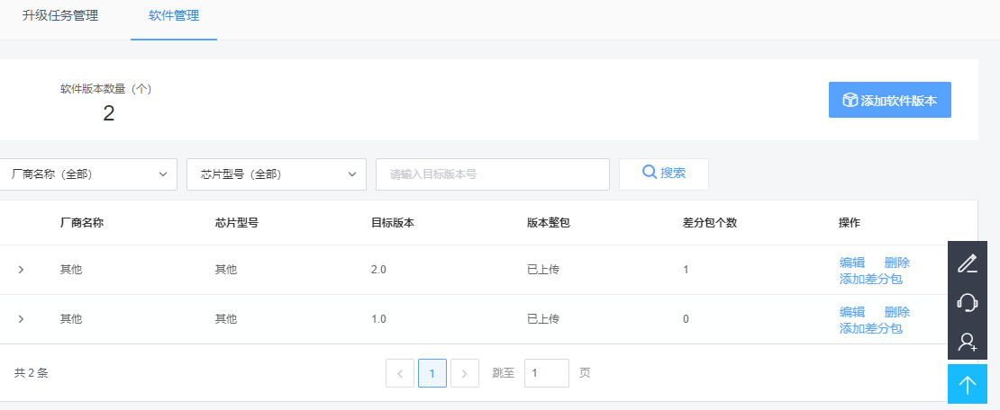 升级任务管理 软件管理
软件版本数量（个）
2
添加软件版本
厂商名称（全部） 芯片型号（全部） 请输入目标版本号 搜索
厂商名称 芯片型号 目标版本 版本整包 差分包个数 操作
其他 其他 2.0 已上传 1 编辑 删除
添加差分包
其他 其他 1.0 已上传 0 编辑 删除
添加差分包
共 2 条 1 跳至 1 页